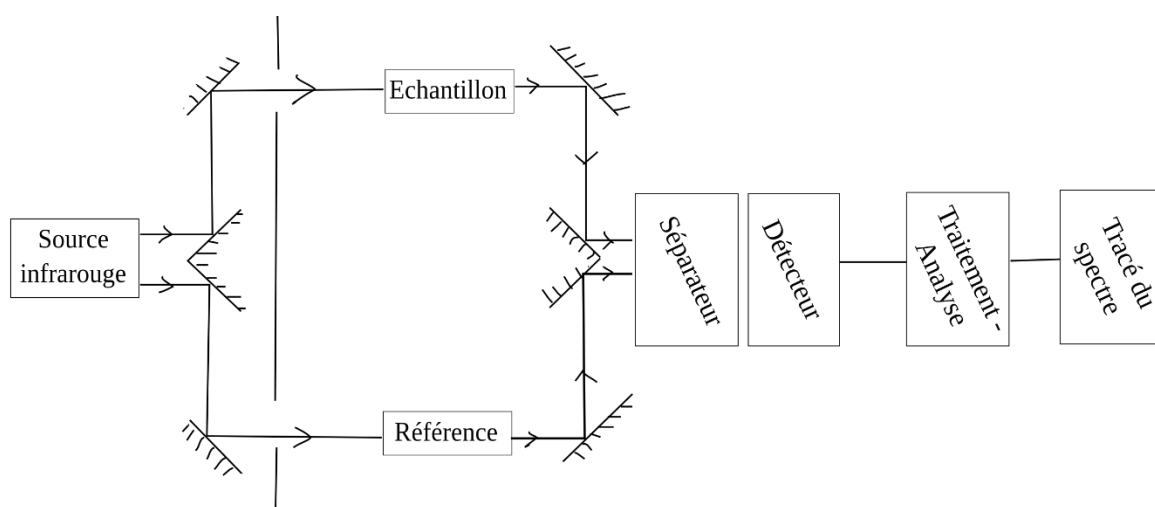 Echantillon
Source
infrarouge
Référence
Séparateur
Détecteur
Traitement -
Analyse
Tracé du
spectre